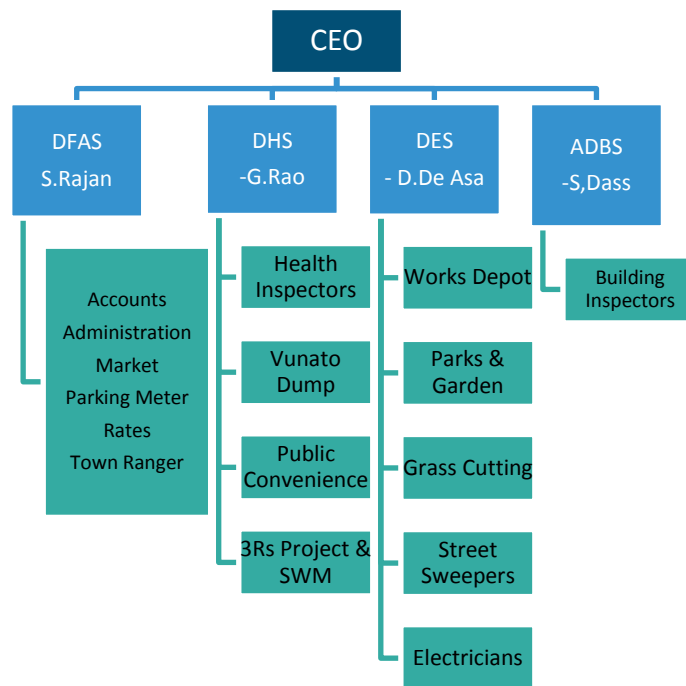 CEO
DFAS
S.Rajan
DHS
-G.Rao
DES
- D.De Asa
ADBS
-S,Dass
Accounts
Administration
Market
Parking Meter
Rates
Town Ranger
Health
Inspectors
Vunato
Dump
Public
Convenience
3Rs Project &
SWM
Works Depot
Parks &
Garden
Grass Cutting
Street
Sweepers
Electricians
Building
Inspectors